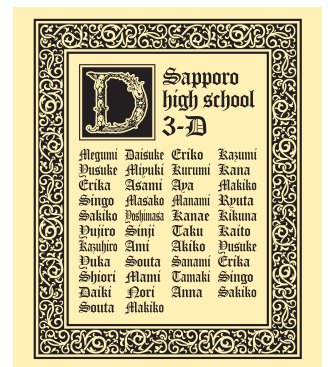 D
Sapporo
high school
3-D
Megumi Daisuke Eriko Kazumi
Yusuke Miyuki Kurumi Kana
Erika Asami Aya Makiko
Singo Masako Manami Ryuta
Sakiko Yoshimasa Kanae Kikuna
Yujiro Sinji Taku Kaito
Kazuhiro Ami Akiko Yusuke
Yuka Souta Sanami Erika
Shiori Mami Tamaki Singo
Daiki Nori Anna Sakiko
Souta Makiko